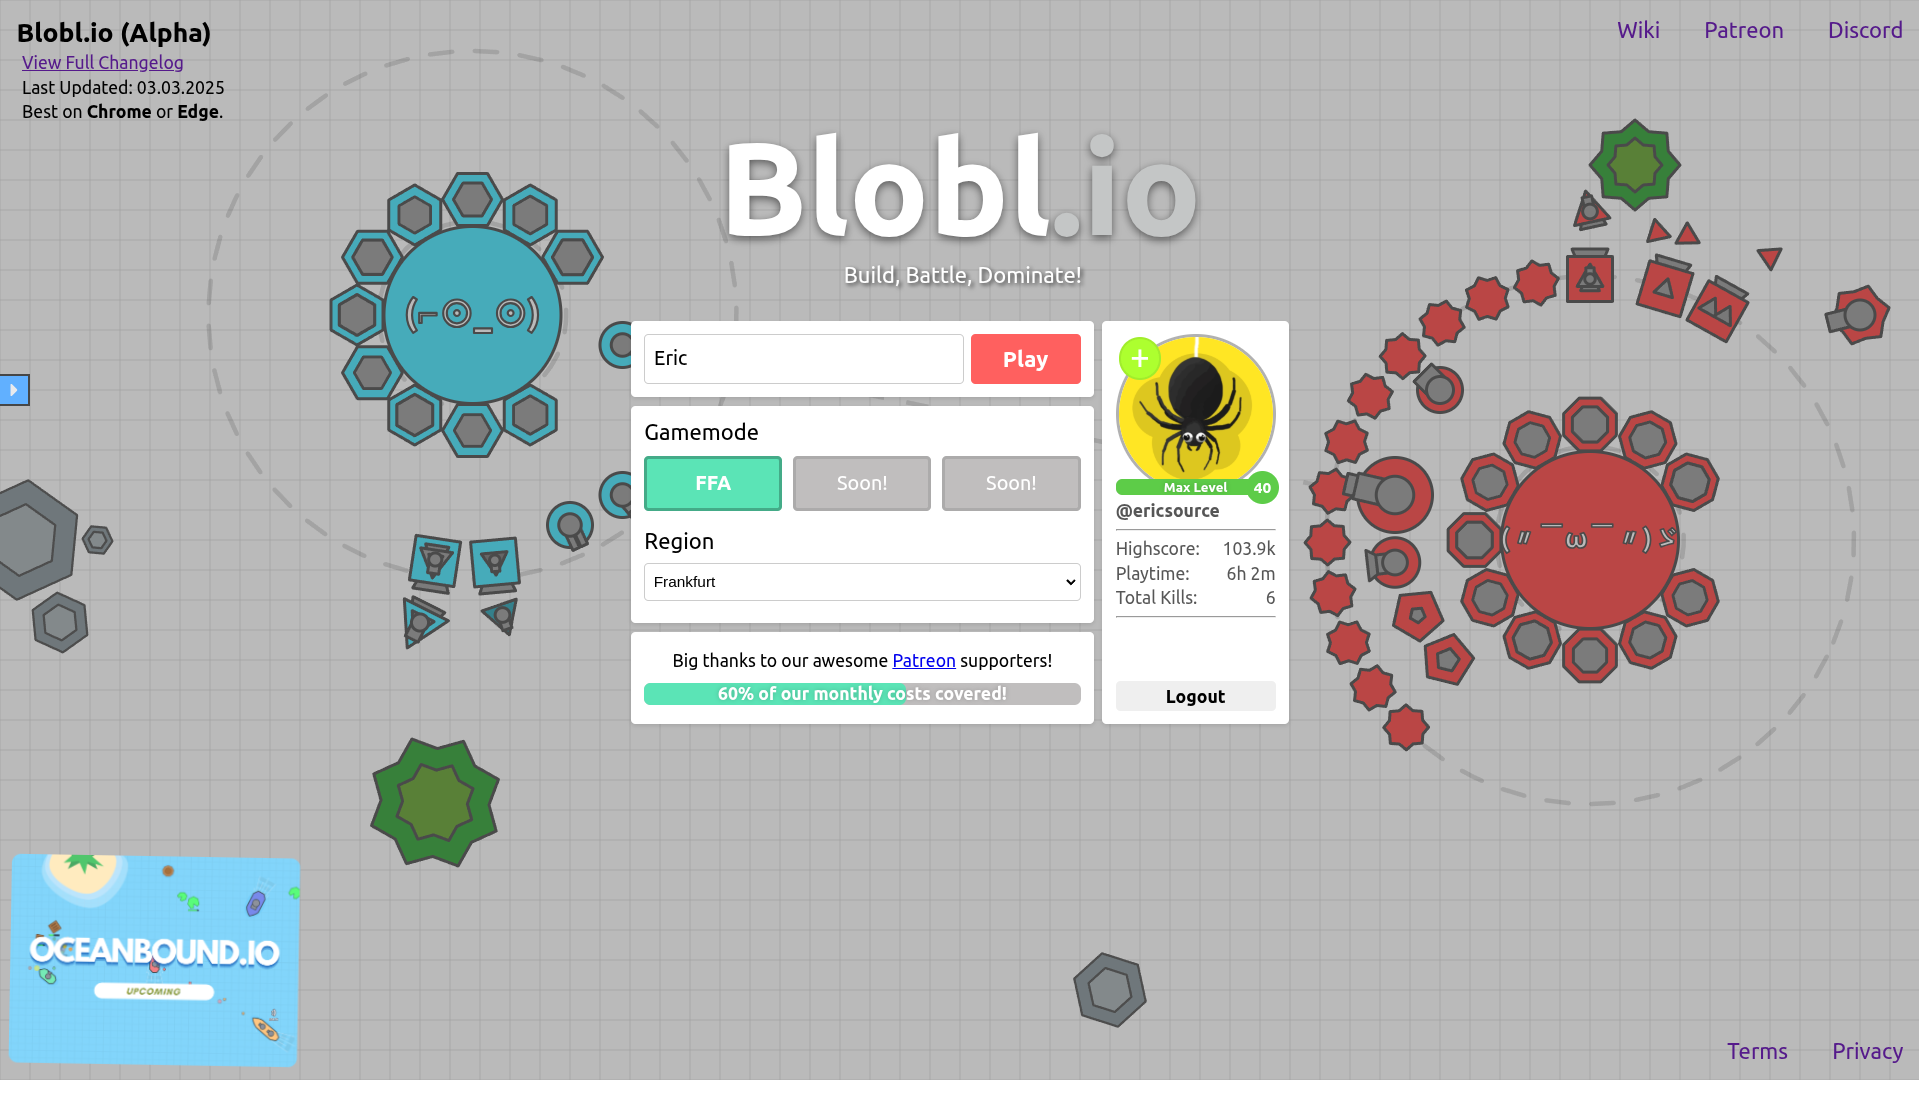 Blobl.io (Alpha)
View Full Changelog
Last Updated: 03.03.2025
Best on Chrome or Edge.
Wiki Patreon Discord
Blobl.io
Build, Battle, Dominate!
Eric
Play
Gamemode
FFA Soon! Soon!
Region
Frankfurt
Big thanks to our awesome Patreon supporters!
60% of our monthly costs covered!
+
Max Level 40
@ericsource
Highscore: 103.9k
Playtime: 6h 2m
Total Kills: 6
Logout
OCEANBOUND.IO
UPCOMING
Terms Privacy